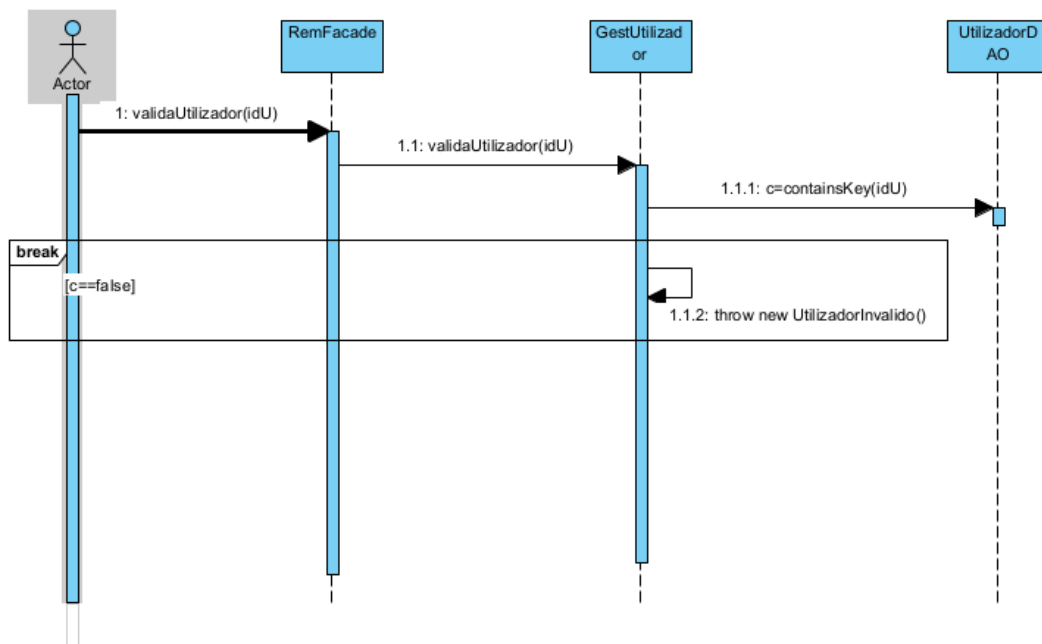 RemFacade
GestUtilizad
or
UtilizadorD
AO
Actor
1: validaUtilizador(idU)
1.1: validaUtilizador(idU)
1.1.1: c=containsKey(idU)
break
[c==false]
1.1.2: throw new UtilizadorInvalido()